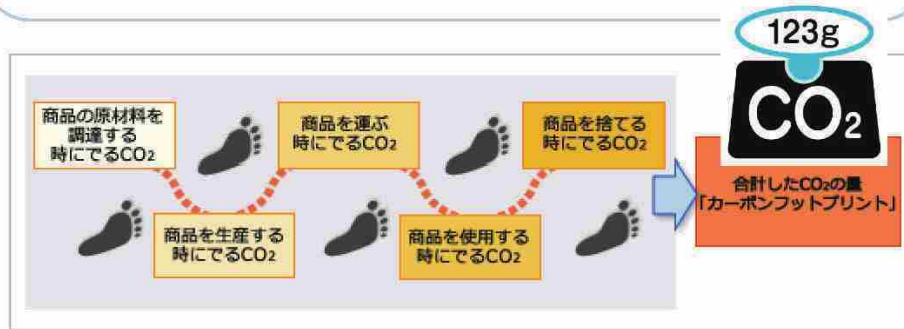 123g
CO2
商品の原材料を
調達する
時にでるCO2
商品を生産する
時にでるCO2
商品を運ぶ
時にでるCO2
商品を使用する
時にでるCO2
商品を捨てる
時にでるCO2
合計したCO2の量
「カーボンフットプリント」